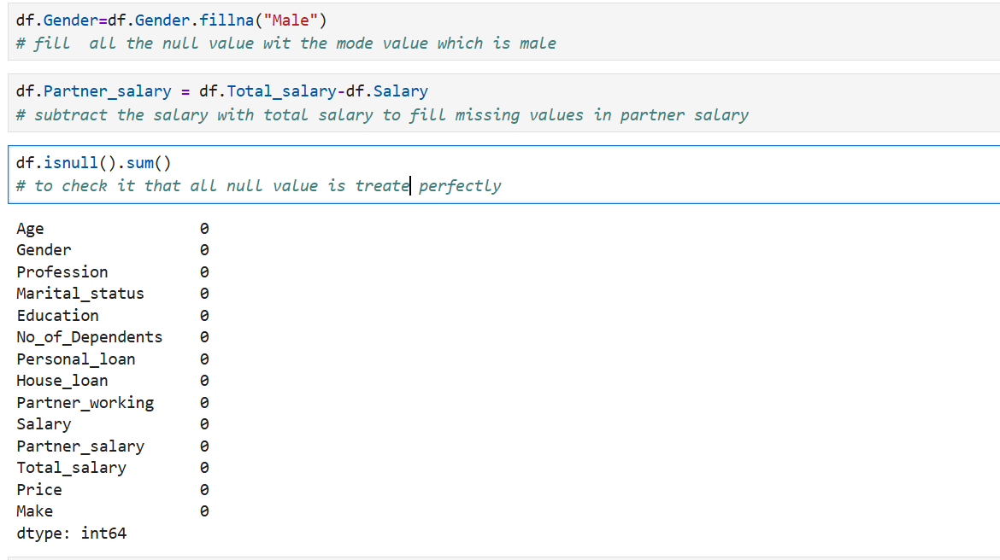 df.Gender=df.Gender.fillna("Male")
# fill  all the null value wit the mode value which is male
df.Partner_salary = df.Total_salary-df.Salary
# subtract the salary with total salary to fill missing values in partner salary
df.isnull().sum()
# to check it that all null value is treate perfectly
Age 0
Gender 0
Profession 0
Marital_status 0
Education 0
No_of_Dependents 0
Personal_loan 0
House_loan 0
Partner_working 0
Salary 0
Partner_salary 0
Total_salary 0
Price 0
Make 0
dtype: int64